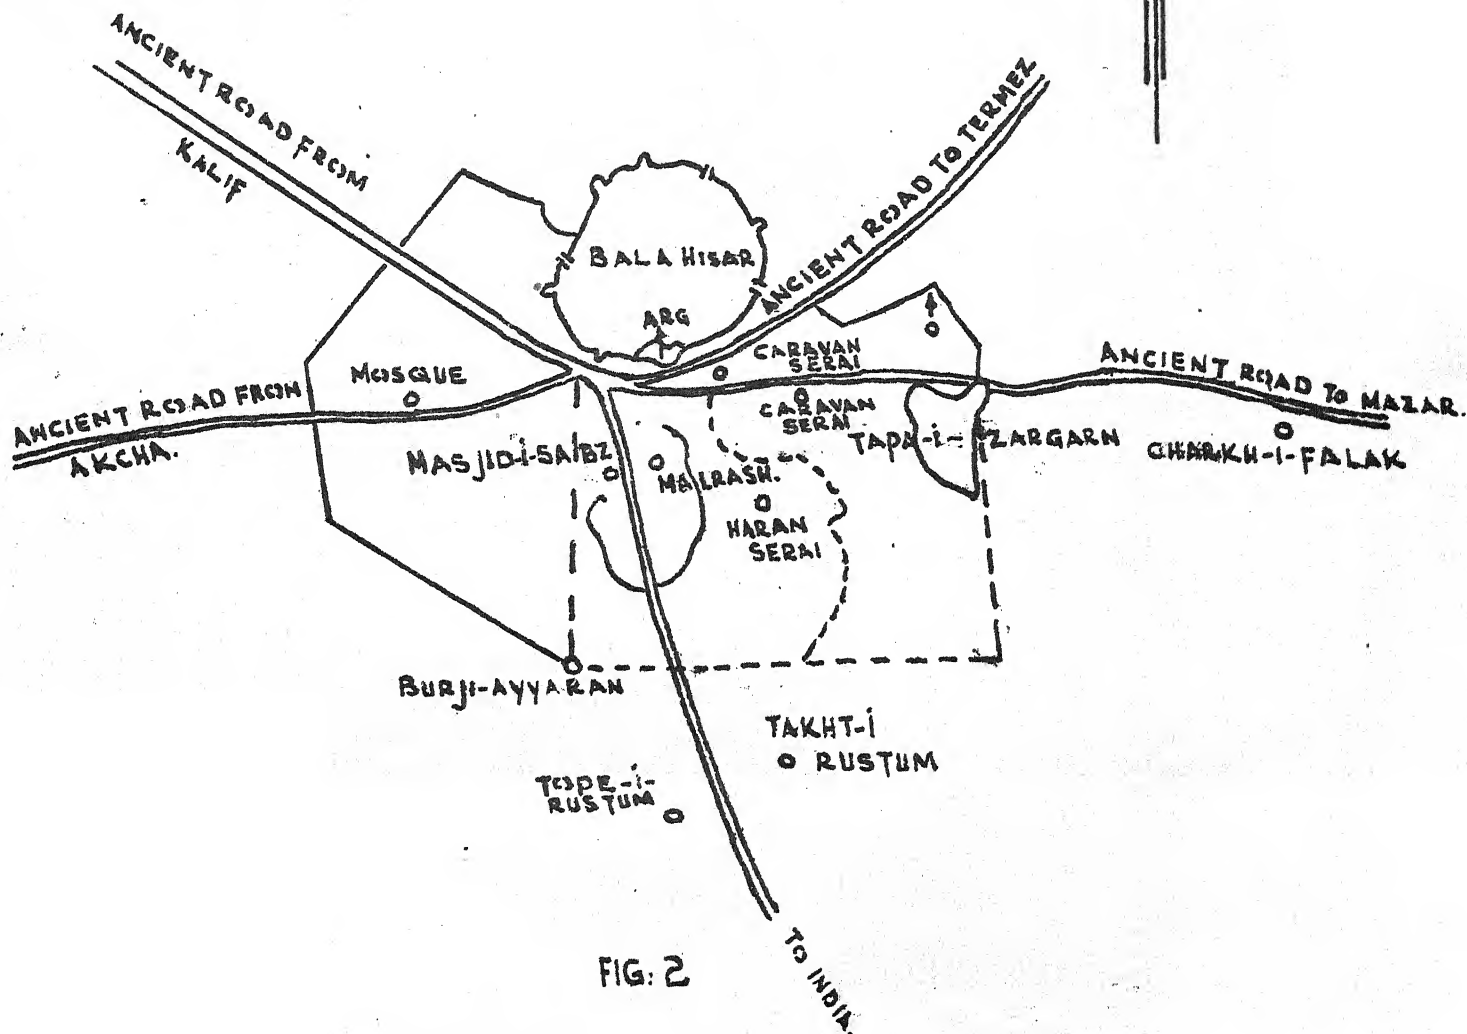 ANCIENT ROAD FROM
KALIF
ANCIENT ROAD TO TERMEZ
BALA HISAR
ARG
CARAVAN
SERAI
MOSQUE
ANCIENT ROAD TO MAZAR.
ANCIENT ROAD FROM
AKCHA.
CARAVAN
SERAI
TAPA-i-ZARGARN
CHARKH-I-FALAK
MASJID-i-SAIBZ
MALRASH.
HARAN
SERAI
BURJI-AYYARAN
TAKHT-i
RUSTUM
TOPE-i-
RUSTUM
TO INDIA.
FIG: 2